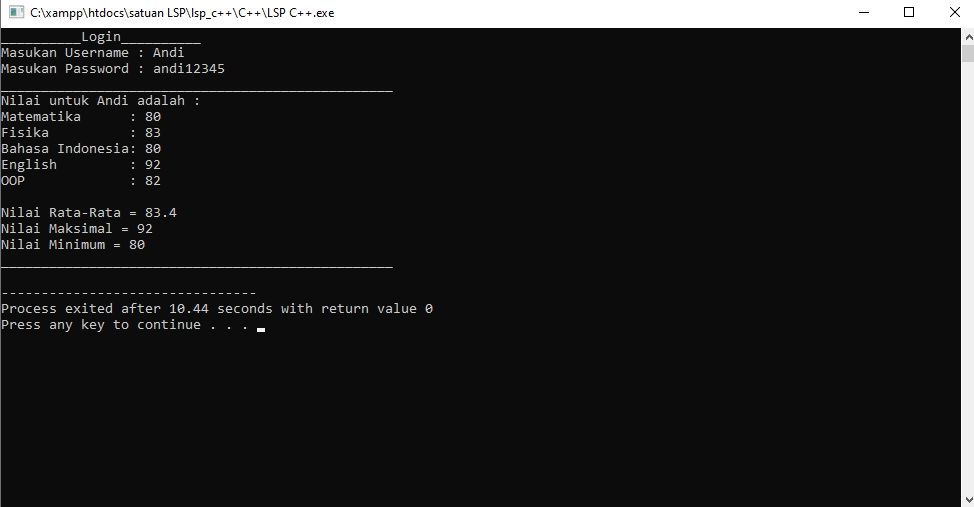 C:\xampp\htdocs\satuan LSP\lsp_c++\C++\LSP C++.exe
__________Login__________
Masukan Username : Andi
Masukan Password : andi12345
_________________________________________________
Nilai untuk Andi adalah :
Matematika      : 80
Fisika          : 83
Bahasa Indonesia: 80
English         : 92
OOP             : 82
Nilai Rata-Rata = 83.4
Nilai Maksimal = 92
Nilai Minimum = 80
_________________________________________________
--------------------------------
Process exited after 10.44 seconds with return value 0
Press any key to continue . . .